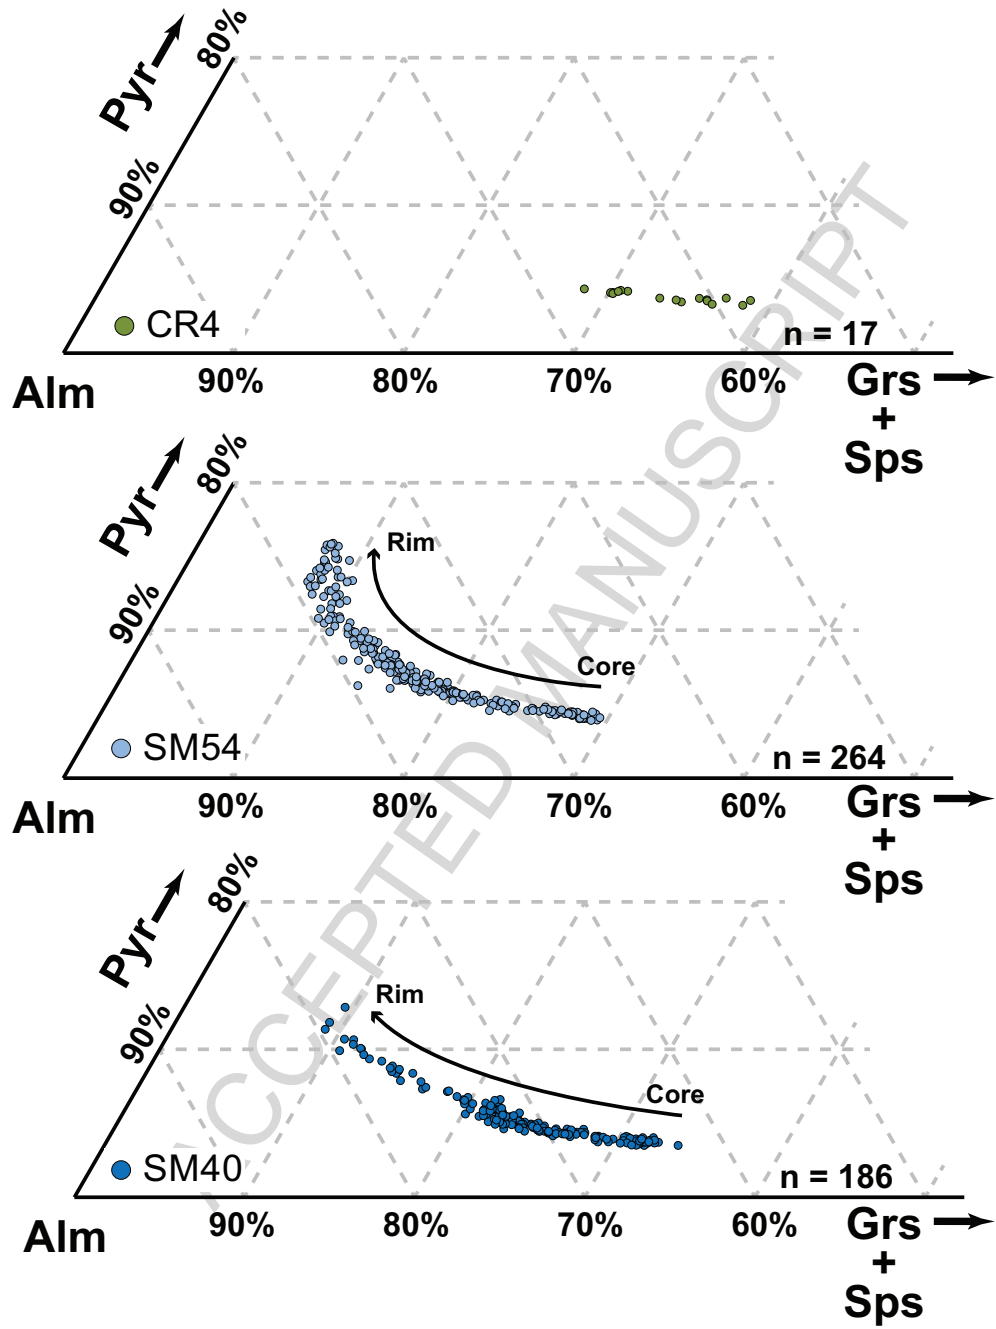 Pyr
80%
90%
CR4
n = 17
Alm
90%
80%
70%
60%
Grs
+
Sps
Pyr
80%
90%
Rim
Core
SM54
n = 264
Alm
90%
80%
70%
60%
Grs
+
Sps
Pyr
80%
90%
Rim
Core
SM40
n = 186
Alm
90%
80%
70%
60%
Grs
+
Sps
ACCEPTED MANUSCRIPT